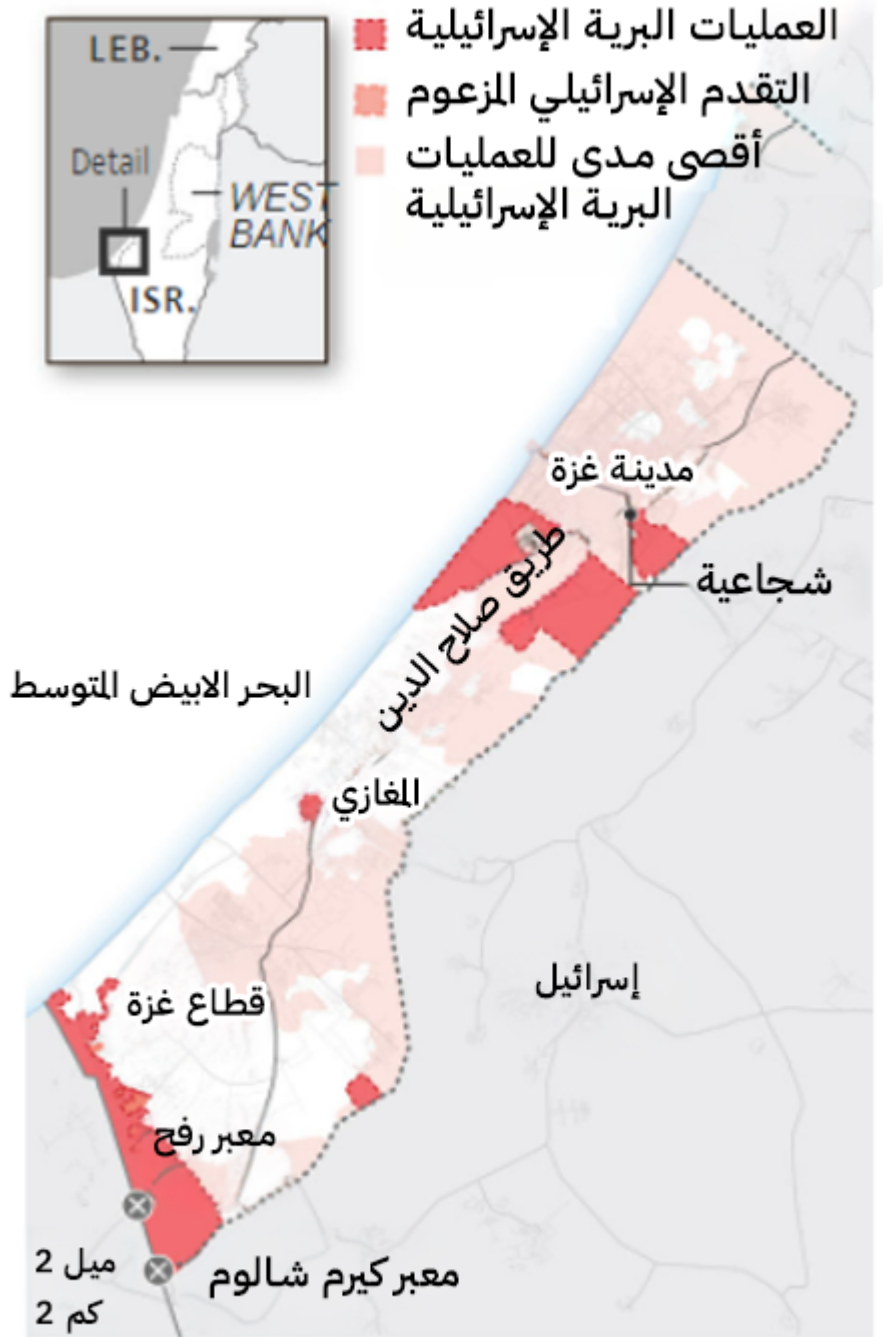 LEB.
Detail
WEST
BANK
ISR.
العمليات البرية الإسرائيلية
التقدم الإسرائيلي المزعوم
أقصى مدى للعمليات
البرية الإسرائيلية
مدينة غزة
شجاعية
طريق صلاح الدين
البحر الابيض المتوسط
المغازي
إسرائيل
قطاع غزة
معبر رفح
معبر كيرم شالوم
2 ميل
2 كم